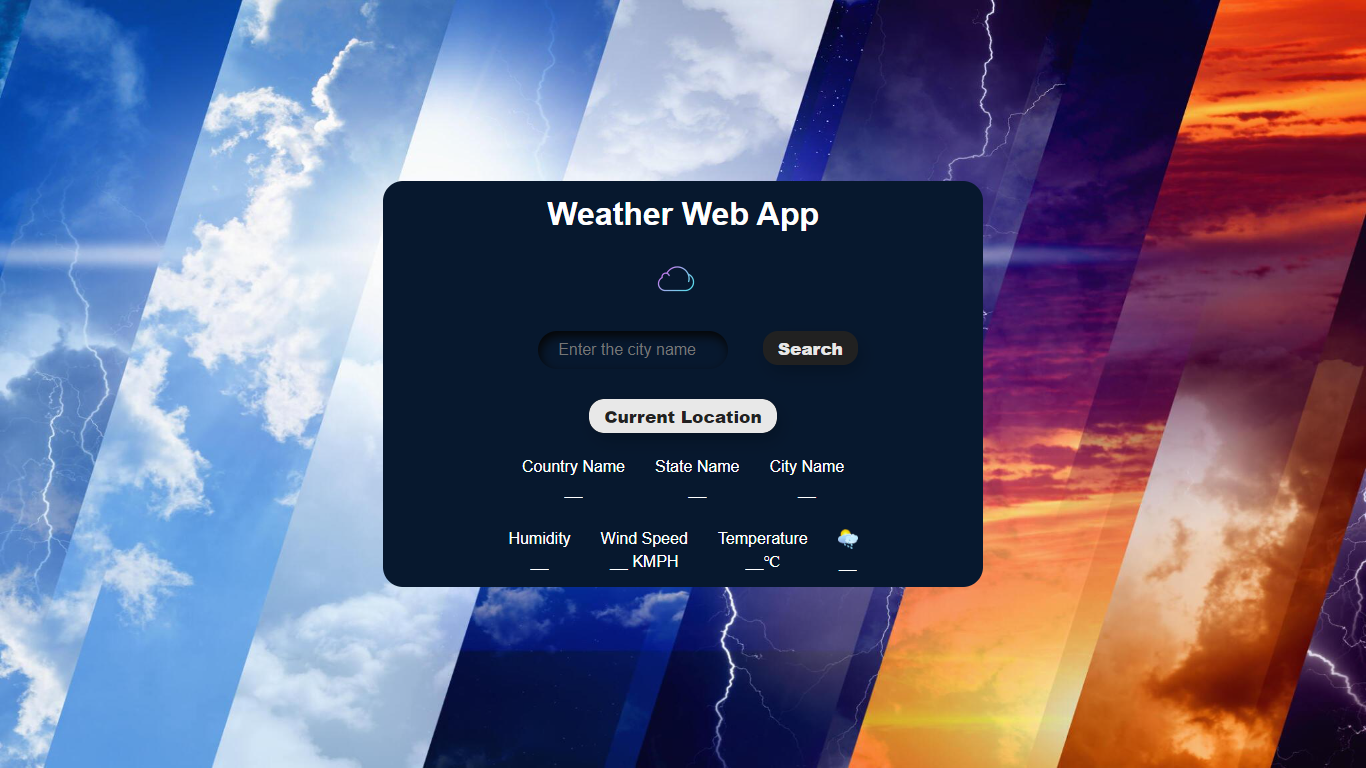 Weather Web App
Enter the city name Search
Current Location
Country Name State Name City Name
__ __ __
Humidity Wind Speed Temperature
__ __ KMPH __°C __